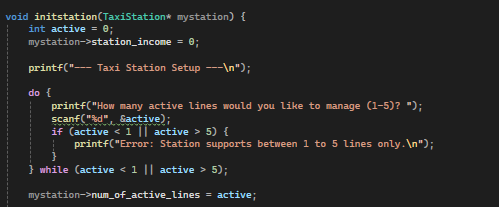 void initstation(TaxiStation* mystation) {
    int active = 0;
    mystation->station_income = 0;

    printf("--- Taxi Station Setup ---\n");

    do {
        printf("How many active lines would you like to manage (1-5)? ");
        scanf("%d", &active);
        if (active < 1 || active > 5) {
            printf("Error: Station supports between 1 to 5 lines only.\n");
        }
    } while (active < 1 || active > 5);

    mystation->num_of_active_lines = active;